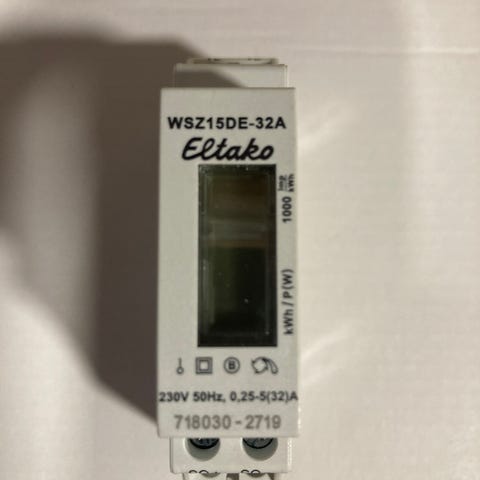 WSZ15DE-32A
Eltako
1000 Imp/kWh
kWh / P(W)
B
230V 50Hz, 0,25-5(32)A
718030 - 2719